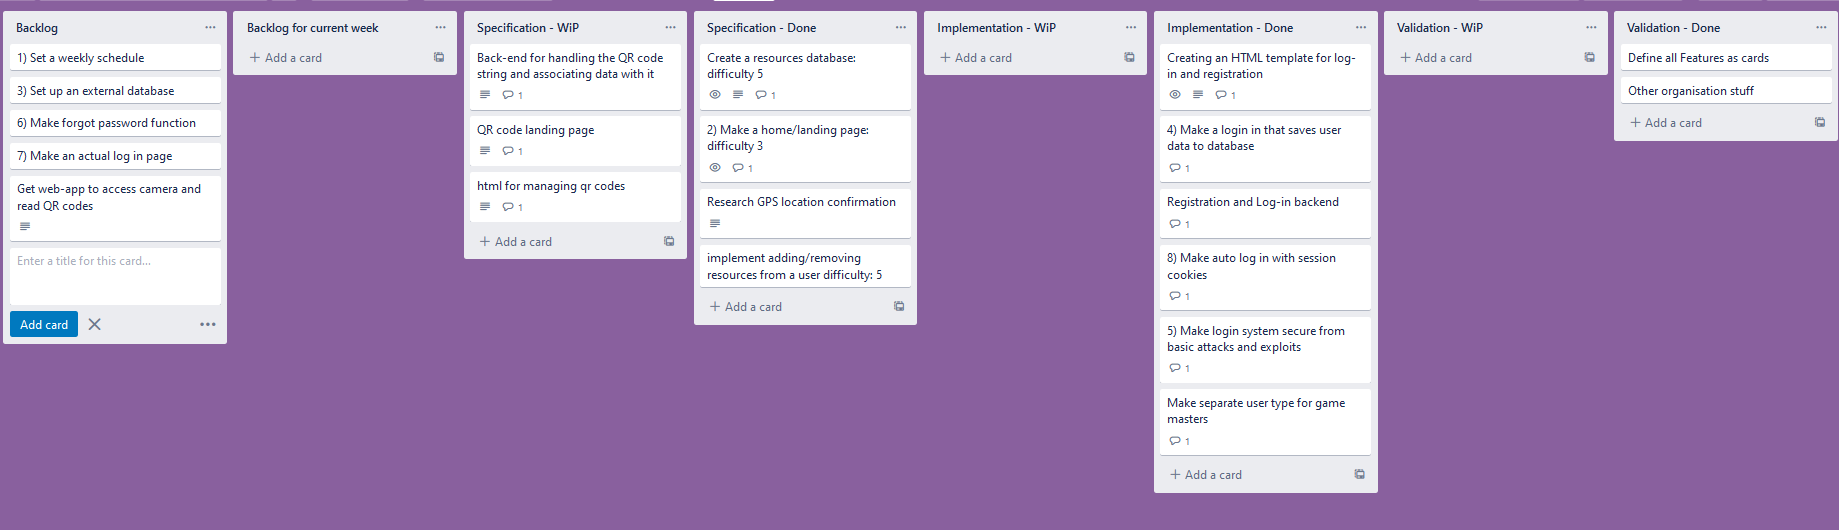 Backlog
1) Set a weekly schedule
3) Set up an external database
6) Make forgot password function
7) Make an actual log in page
Get web-app to access camera and
read QR codes
Enter a title for this card...
Add card
Backlog for current week
+ Add a card
Specification - WiP
Back-end for handling the QR code
string and associating data with it
1
QR code landing page
1
html for managing qr codes
1
+ Add a card
Specification - Done
Create a resources database:
difficulty 5
1
2) Make a home/landing page:
difficulty 3
1
Research GPS location confirmation
implement adding/removing
resources from a user difficulty: 5
+ Add a card
Implementation - WiP
+ Add a card
Implementation - Done
Creating an HTML template for log-
in and registration
1
4) Make a login in that saves user
data to database
1
Registration and Log-in backend
1
8) Make auto log in with session
cookies
1
5) Make login system secure from
basic attacks and exploits
1
Make separate user type for game
masters
1
+ Add a card
Validation - WiP
+ Add a card
Validation - Done
Define all Features as cards
Other organisation stuff
+ Add a card